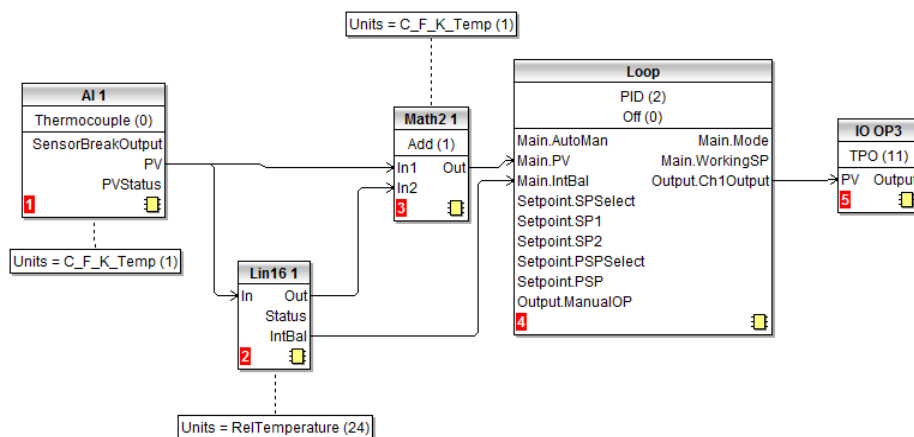 Units = C_F_K_Temp (1)
AI 1
Thermocouple (0)
SensorBreakOutput
PV
PVStatus
1
Units = C_F_K_Temp (1)
Lin16 1
In Out
Status
IntBal
2
Units = RelTemperature (24)
Math2 1
Add (1)
In1 Out
In2
3
Loop
PID (2)
Off (0)
Main.AutoMan Main.Mode
Main.PV Main.WorkingSP
Main.IntBal Output.Ch1Output
Setpoint.SPSelect
Setpoint.SP1
Setpoint.SP2
Setpoint.PSPSelect
Setpoint.PSP
Output.ManualOP
4
IO OP3
TPO (11)
PV Output
5